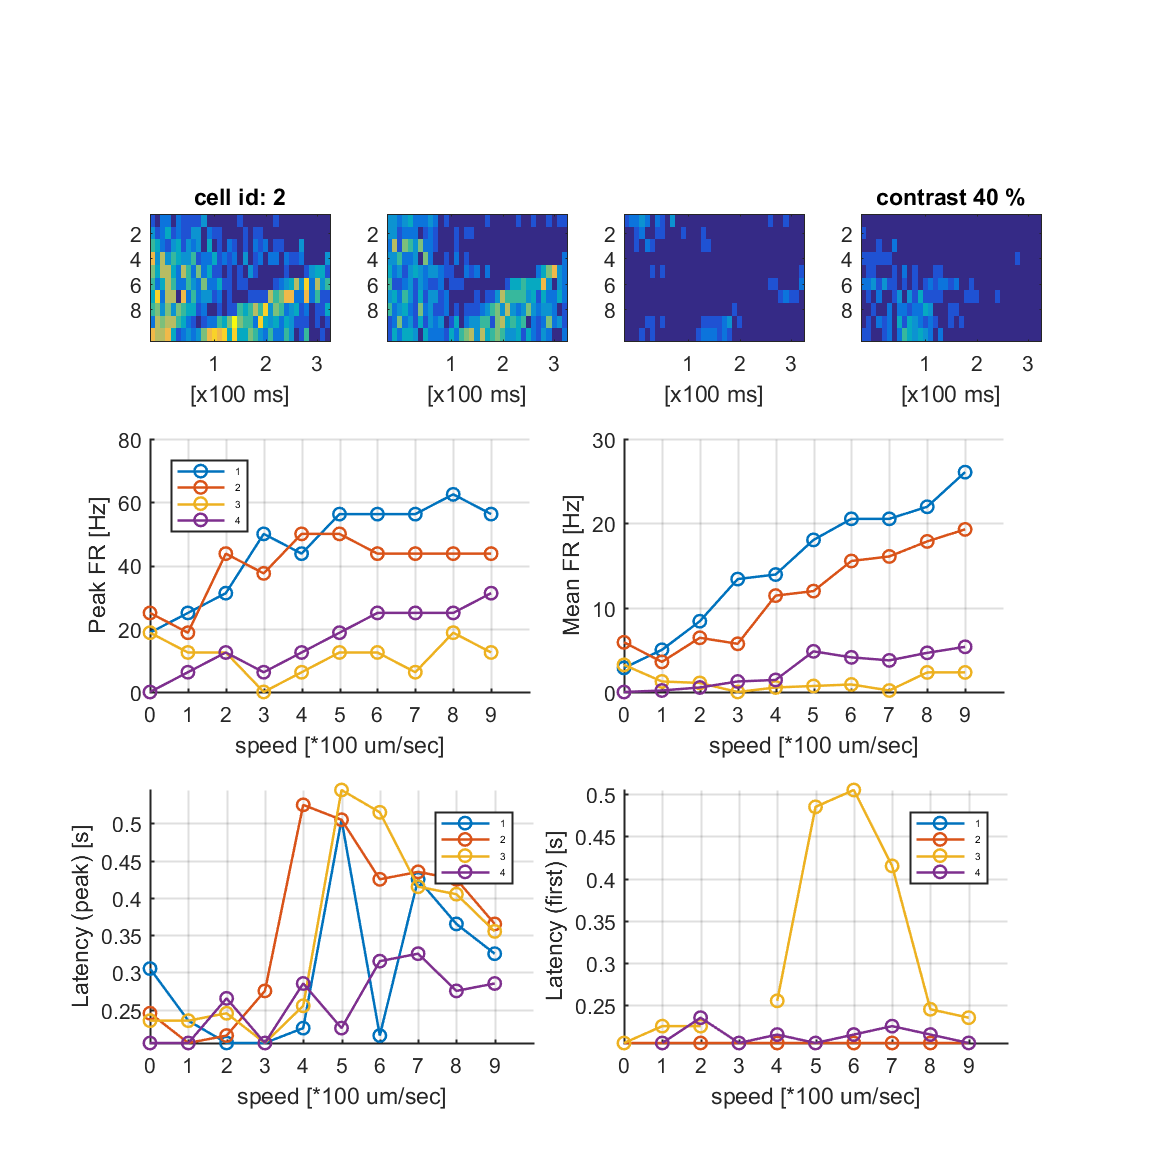 cell id: 2
contrast 40 %
2
4
6
8
1 2 3
[x100 ms]
2
4
6
8
1 2 3
[x100 ms]
2
4
6
8
1 2 3
[x100 ms]
2
4
6
8
1 2 3
[x100 ms]
Peak FR [Hz]
80
60
40
20
0
1
2
3
4
0 1 2 3 4 5 6 7 8 9
speed [*100 um/sec]
Mean FR [Hz]
30
20
10
0
0 1 2 3 4 5 6 7 8 9
speed [*100 um/sec]
Latency (peak) [s]
0.5
0.45
0.4
0.35
0.3
0.25
1
2
3
4
0 1 2 3 4 5 6 7 8 9
speed [*100 um/sec]
Latency (first) [s]
0.5
0.45
0.4
0.35
0.3
0.25
1
2
3
4
0 1 2 3 4 5 6 7 8 9
speed [*100 um/sec]